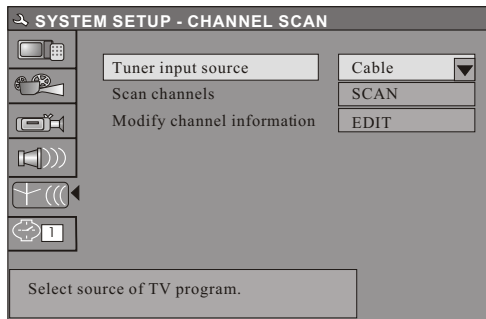 SYSTEM SETUP - CHANNEL SCAN
Tuner input source Cable
Scan channels SCAN
Modify channel information EDIT
1
Select source of TV program.